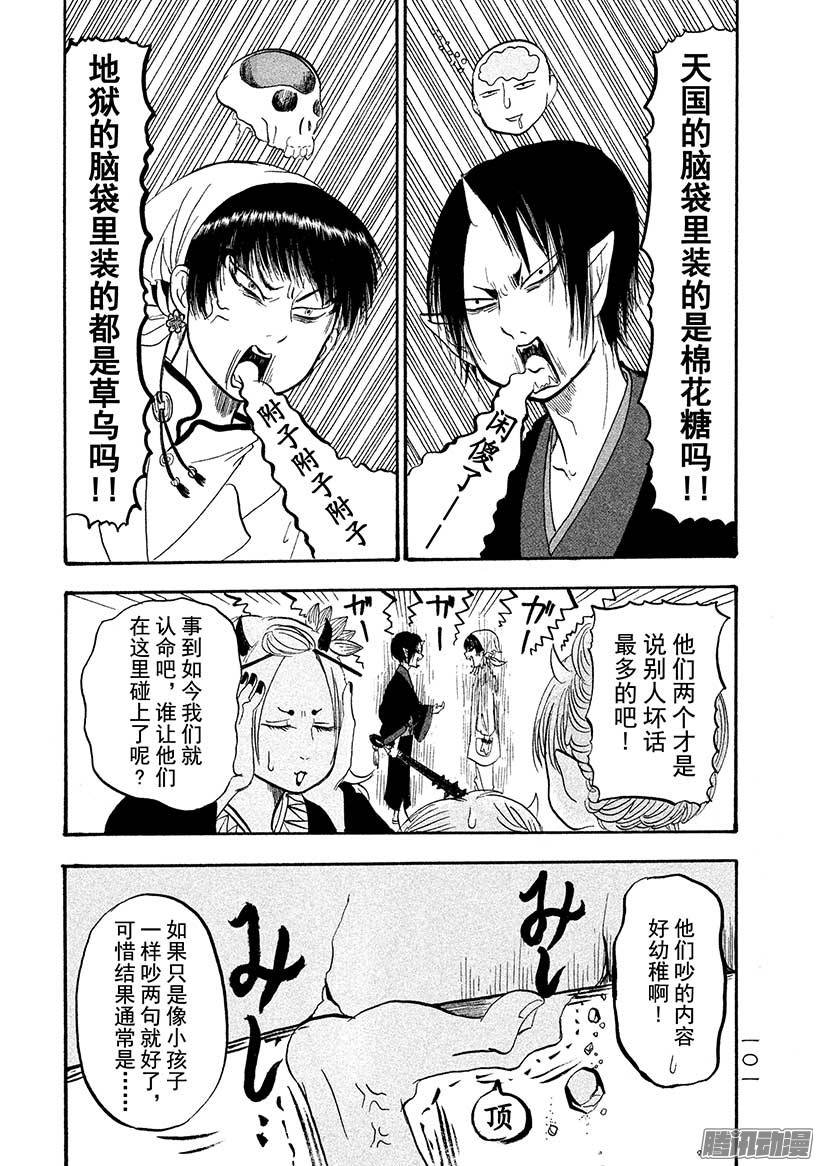 天国的脑袋里装的是棉花糖吗!!
闲傻了——
地狱的脑袋里装的都是草乌吗!!
附子附子附子
他们两个才是
说别人坏话
最多的吧！
ガーッ
ガーッ
ガーッ
事到如今我们就
认命吧，谁让他们
在这里碰上了呢？
他们吵的内容
好幼稚啊！
みし
顶
みし…
如果只是像小孩子
一样吵两句就好了，
可惜结果通常是……
101
腾讯动漫